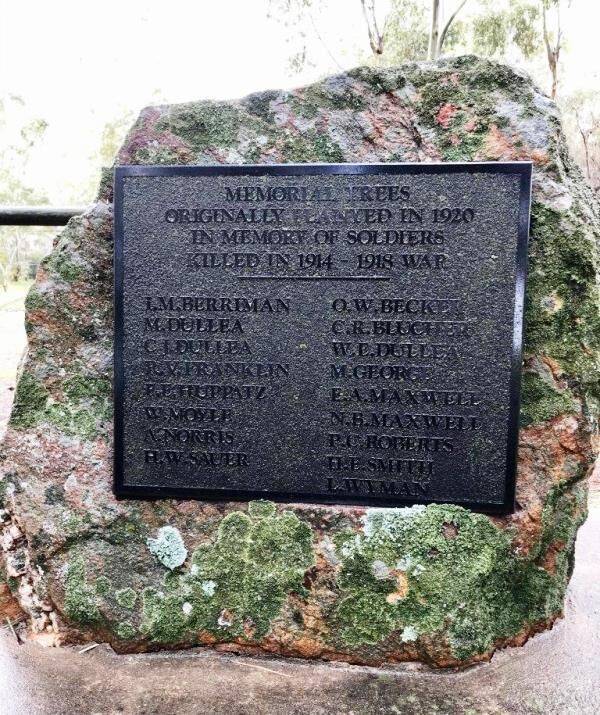 MEMORIAL TREES
ORIGINALLY PLANTED IN 1920
IN MEMORY OF SOLDIERS
KILLED IN 1914 - 1918 WAR
I.M. BERRIMAN
M. DULLEA
C.J. DULLEA
R.V. FRANKLIN
F.E. HUPPATZ
W. MOYLE
A. NORRIS
H.W. SAUER
O.W. BECKER
C.R. BLUCHER
W.E. DULLEA
M. GEORGE
E.A. MAXWELL
N.H. MAXWELL
P.C. ROBERTS
H.E. SMITH
L. WYMAN